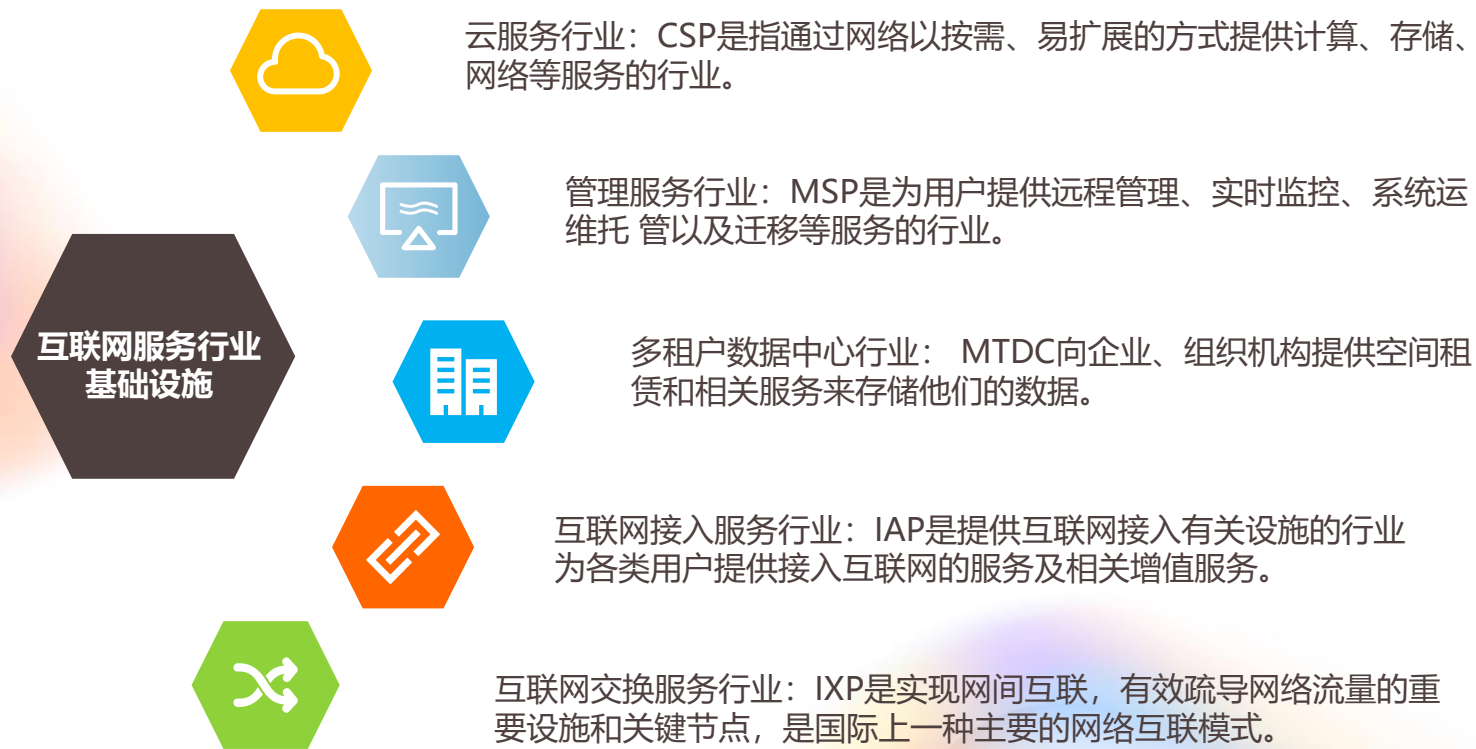 云服务行业：CSP是指通过网络以按需、易扩展的方式提供计算、存储、
网络等服务的行业。
管理服务行业：MSP是为用户提供远程管理、实时监控、系统运
维托 管以及迁移等服务的行业。
互联网服务行业
基础设施
多租户数据中心行业： MTDC向企业、组织机构提供空间租
赁和相关服务来存储他们的数据。
互联网接入服务行业：IAP是提供互联网接入有关设施的行业
为各类用户提供接入互联网的服务及相关增值服务。
互联网交换服务行业：IXP是实现网间互联，有效疏导网络流量的重
要设施和关键节点，是国际上一种主要的网络互联模式。